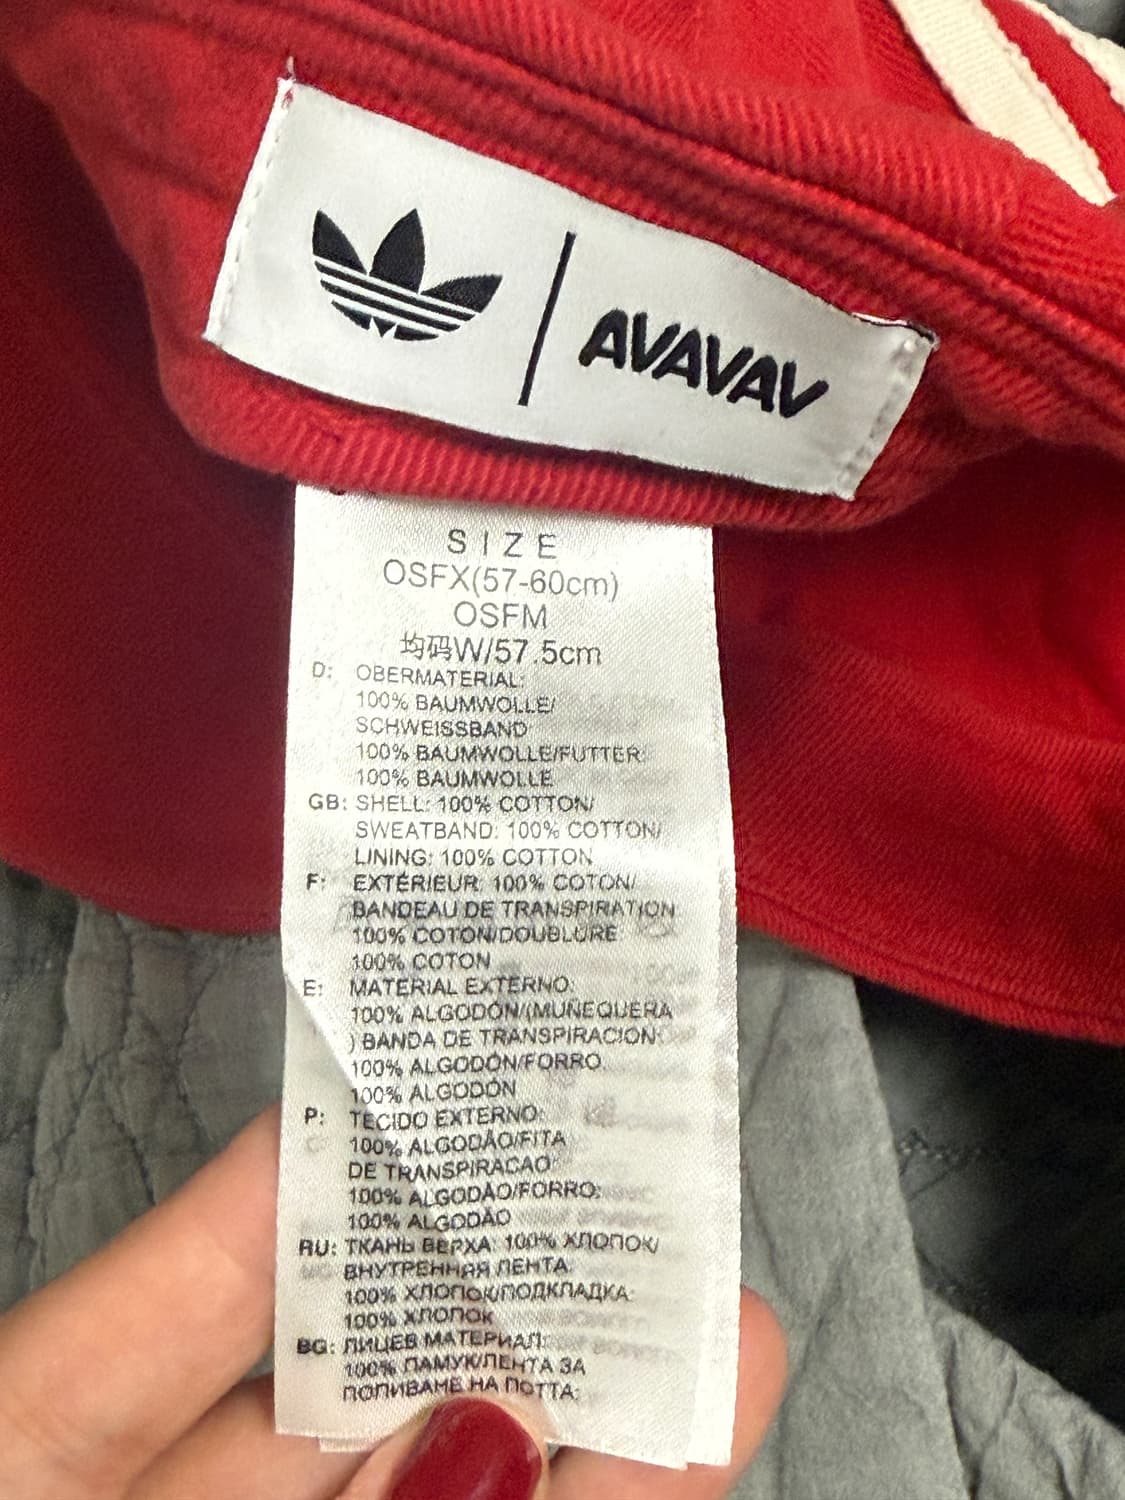 AVAVAV
SIZE
OSFX(57-60cm)
OSFM
均码W/57.5cm
D: OBERMATERIAL:
100% BAUMWOLLE/
SCHWEISSBAND
100% BAUMWOLLE/FUTTER:
100% BAUMWOLLE
GB: SHELL: 100% COTTON/
SWEATBAND: 100% COTTON/
LINING: 100% COTTON
F: EXTÉRIEUR: 100% COTON/
BANDEAU DE TRANSPIRATION
100% COTON/DOUBLURE
100% COTON
E: MATERIAL EXTERNO:
100% ALGODÓN/(MUÑEQUERA
) BANDA DE TRANSPIRACION:
100% ALGODÓN/FORRO:
100% ALGODÓN
P: TECIDO EXTERNO:
100% ALGODÃO/FITA
DE TRANSPIRACAO:
100% ALGODÃO/FORRO:
100% ALGODÃO
RU: ТКАНЬ ВЕРХА: 100% ХЛОПОК/
ВНУТРЕННЯЯ ЛЕНТА:
100% ХЛОПОК/ПОДКЛАДКА:
100% ХЛОПОК
BG: ЛИЦЕВ МАТЕРИАЛ:
100% ПАМУК/ЛЕНТА ЗА
ПОПИВАНЕ НА ПОТТА: